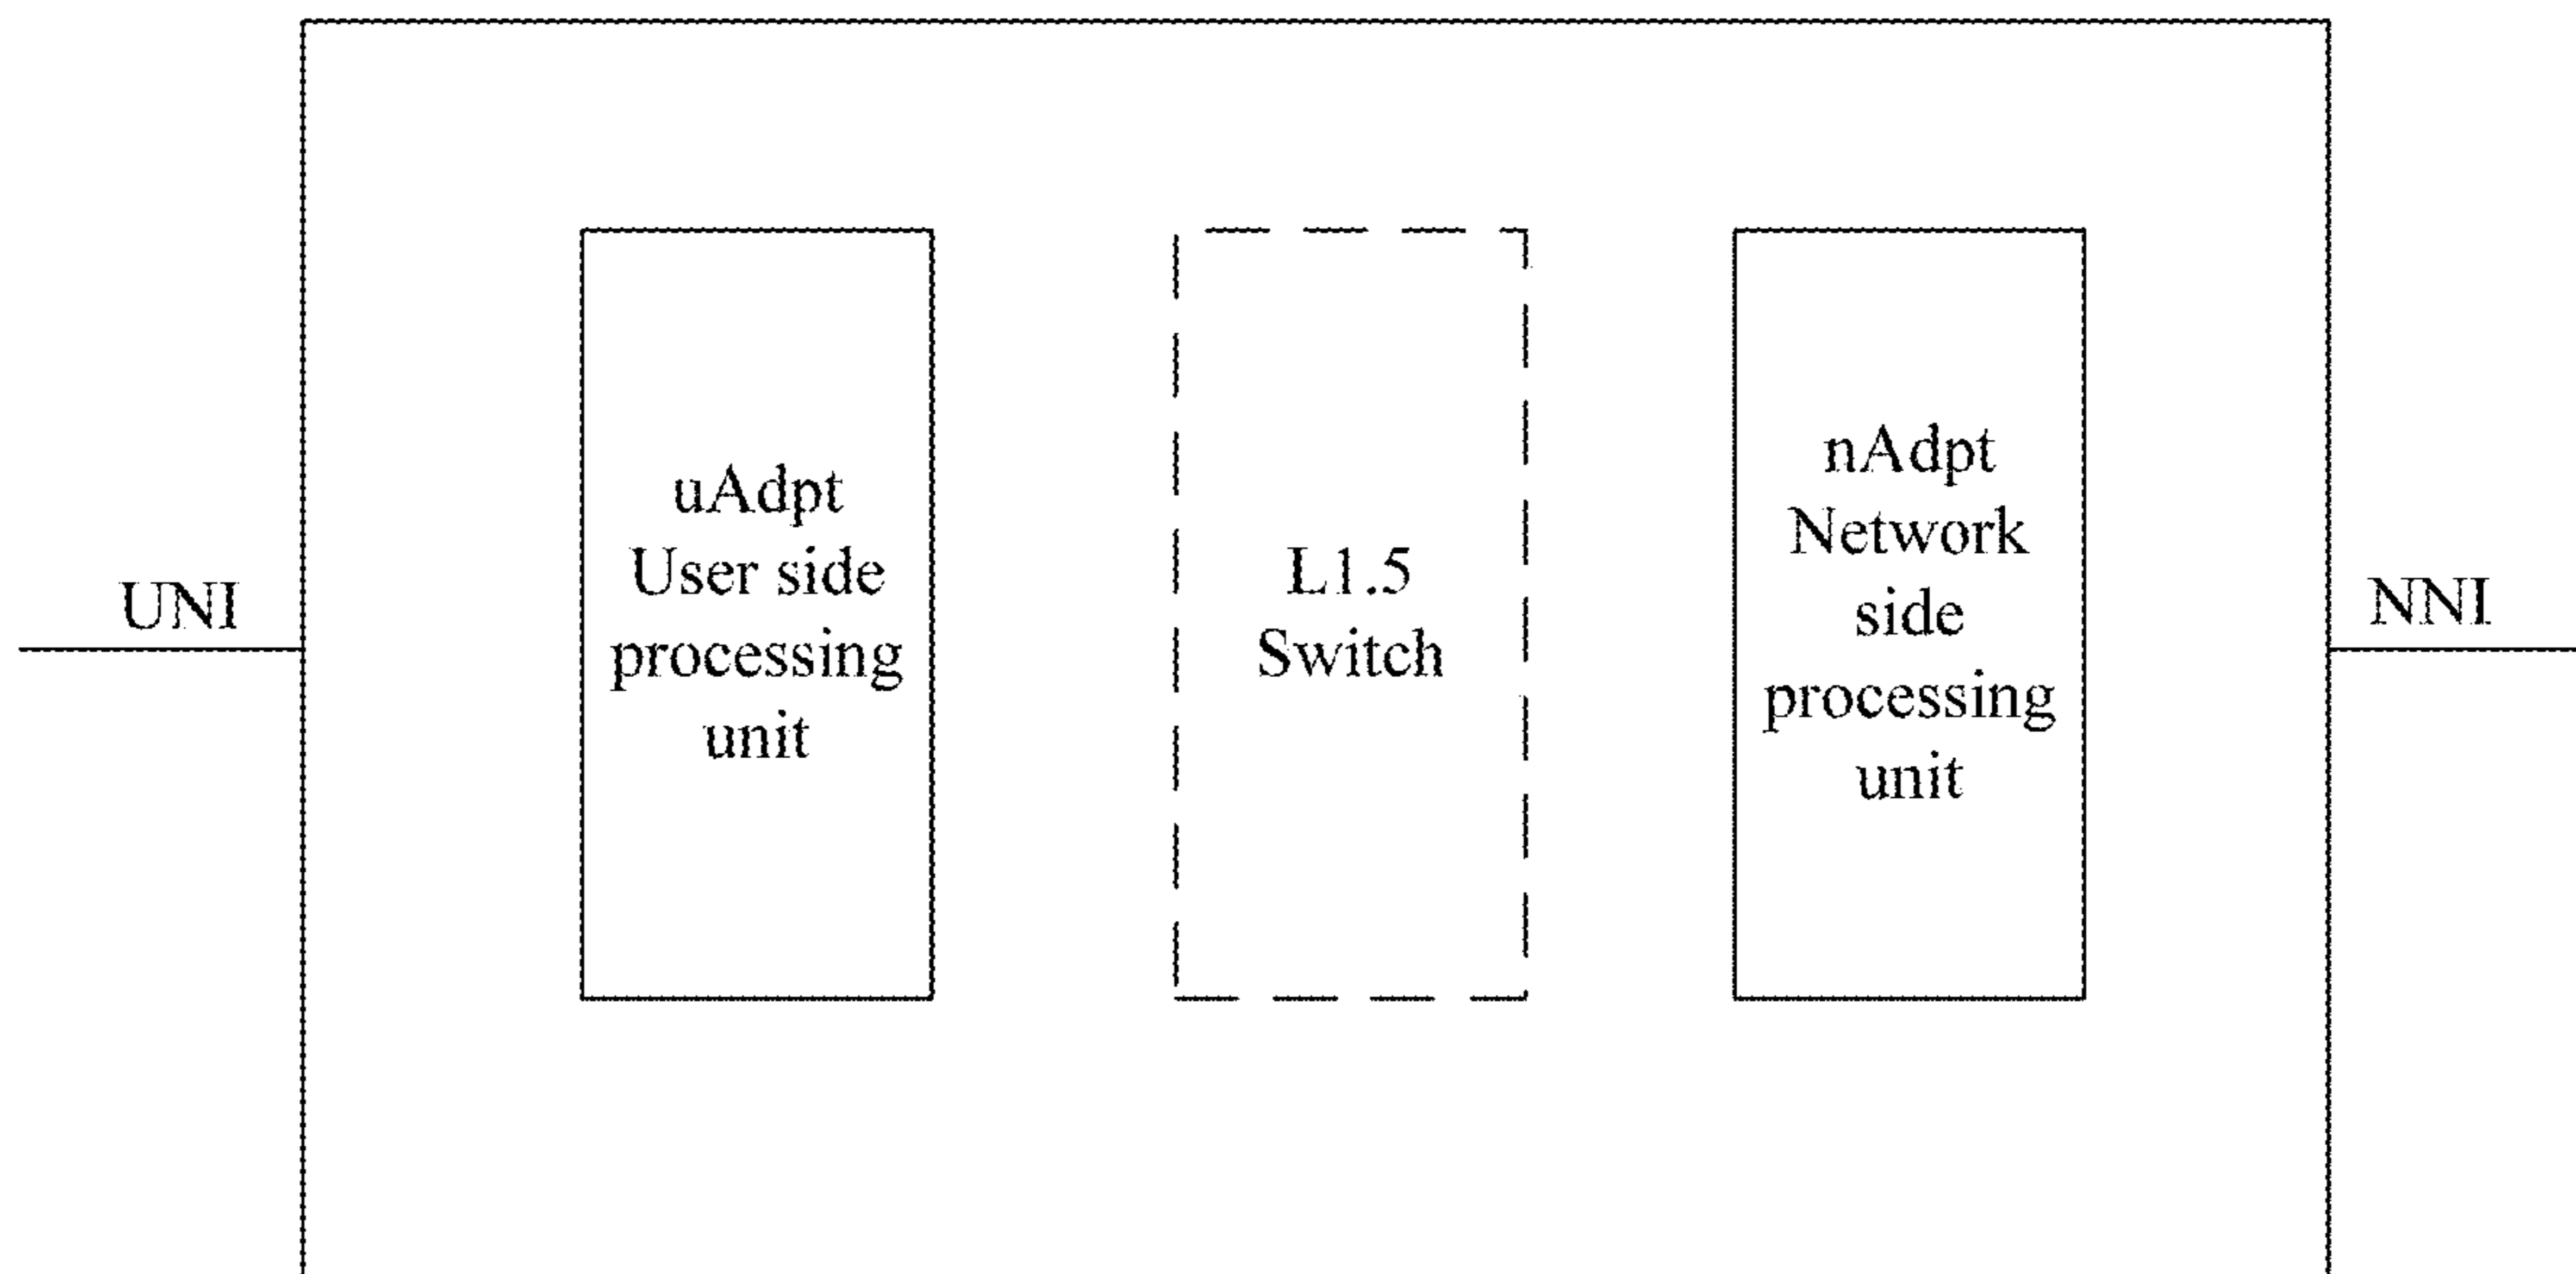 UNI
uAdpt
User side
processing
unit
L1.5
Switch
nAdpt
Network
side
processing
unit
NNI